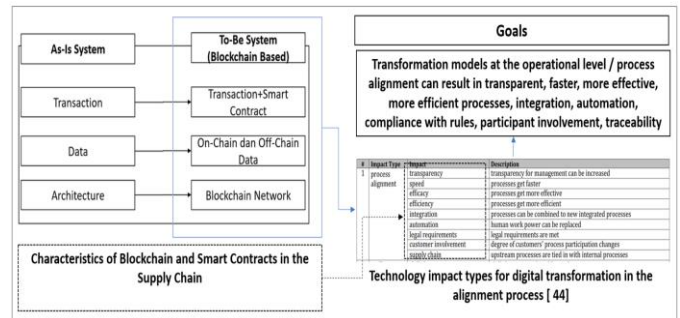 As-Is System
To-Be System
(Blockchain Based)
Transaction
Transaction+Smart
Contract
Data
On-Chain dan Off-Chain
Data
Architecture
Blockchain Network
Characteristics of Blockchain and Smart Contracts in the
Supply Chain
Goals
Transformation models at the operational level / process
alignment can result in transparent, faster, more effective,
more efficient processes, integration, automation,
compliance with rules, participant involvement, traceability
# Impact Type Impact Description
1 process transparency transparency for management can be increased
alignment speed processes get faster
efficacy processes get more effective
efficiency processes get more efficient
integration processes can be combined to new integrated processes
automation human work power can be replaced
legal requirements legal requirements are met
customer involvement degree of customers' process participation changes
supply chain upstream processes are tied in with internal processes
Technology impact types for digital transformation in the
alignment process [ 44]